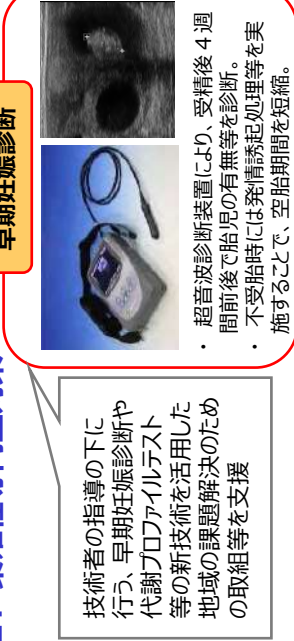 早期妊娠診断
技術者の指導の下に
行う、早期妊娠診断や
代謝プロファイルテスト
等の新技術を活用した
地域の課題解決のため
の取組等を支援
・ 超音波診断装置により、受精後４週
間前後で胎児の有無等を診断。
・ 不受胎時には発情誘起処理等を実
施することで、空胎期間を短縮。